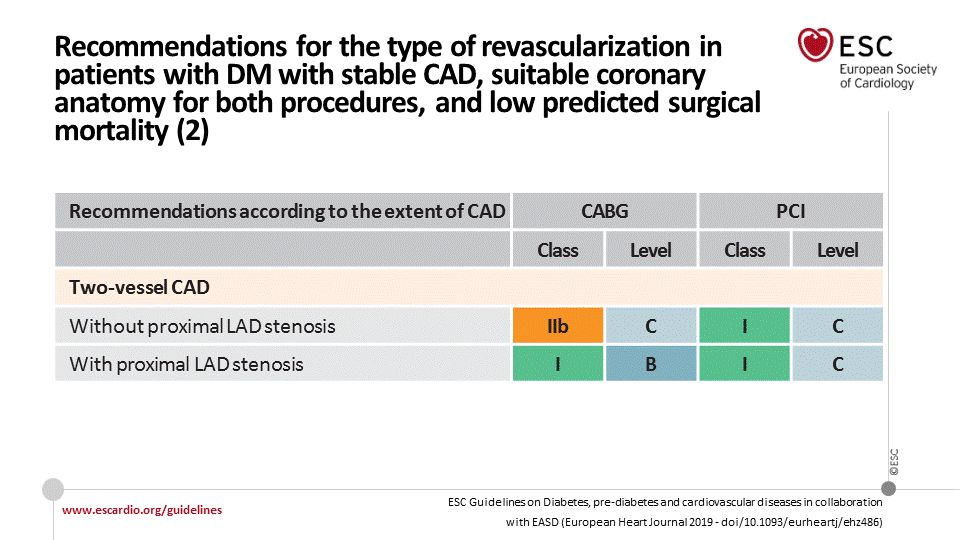 Recommendations for the type of revascularization in
patients with DM with stable CAD, suitable coronary
anatomy for both procedures, and low predicted surgical
mortality (2)
ESC
European Society
of Cardiology
Recommendations according to the extent of CAD CABG PCI
Class Level Class Level
Two-vessel CAD
Without proximal LAD stenosis IIb C I C
With proximal LAD stenosis I B I C
©ESC
www.escardio.org/guidelines
ESC Guidelines on Diabetes, pre-diabetes and cardiovascular diseases in collaboration
with EASD (European Heart Journal 2019 - doi/10.1093/eurheartj/ehz486)